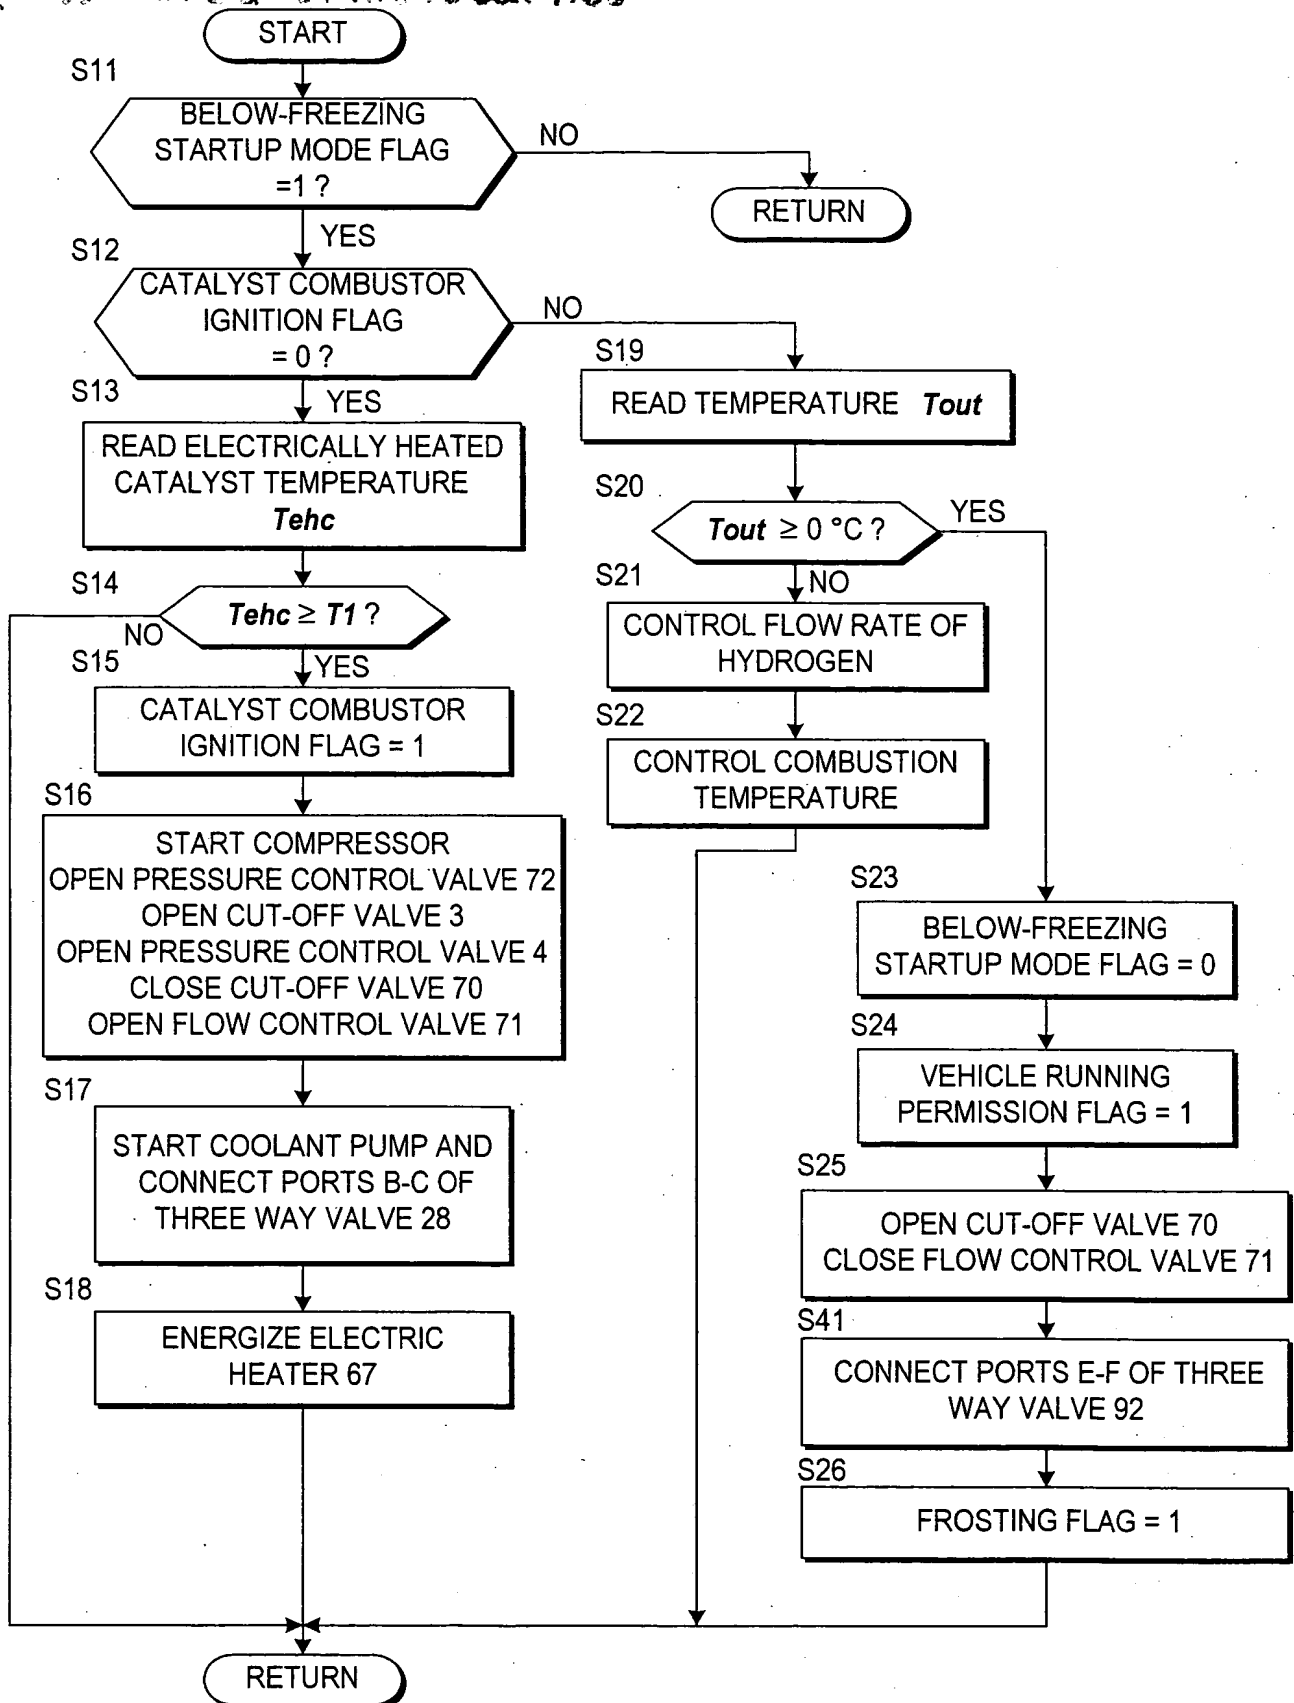 START
S11
BELOW-FREEZING
STARTUP MODE FLAG
=1 ?
NO
RETURN
YES
S12
CATALYST COMBUSTOR
IGNITION FLAG
= 0 ?
NO
YES
S13
READ ELECTRICALLY HEATED
CATALYST TEMPERATURE
Tehc
S14
Tehc ≥ T1 ?
NO
YES
S15
CATALYST COMBUSTOR
IGNITION FLAG = 1
S16
START COMPRESSOR
OPEN PRESSURE CONTROL VALVE 72
OPEN CUT-OFF VALVE 3
OPEN PRESSURE CONTROL VALVE 4
CLOSE CUT-OFF VALVE 70
OPEN FLOW CONTROL VALVE 71
S17
START COOLANT PUMP AND
CONNECT PORTS B-C OF
THREE WAY VALVE 28
S18
ENERGIZE ELECTRIC
HEATER 67
S19
READ TEMPERATURE Tout
S20
Tout ≥ 0 °C ?
YES
NO
S21
CONTROL FLOW RATE OF
HYDROGEN
S22
CONTROL COMBUSTION
TEMPERATURE
S23
BELOW-FREEZING
STARTUP MODE FLAG = 0
S24
VEHICLE RUNNING
PERMISSION FLAG = 1
S25
OPEN CUT-OFF VALVE 70
CLOSE FLOW CONTROL VALVE 71
S41
CONNECT PORTS E-F OF THREE
WAY VALVE 92
S26
FROSTING FLAG = 1
RETURN